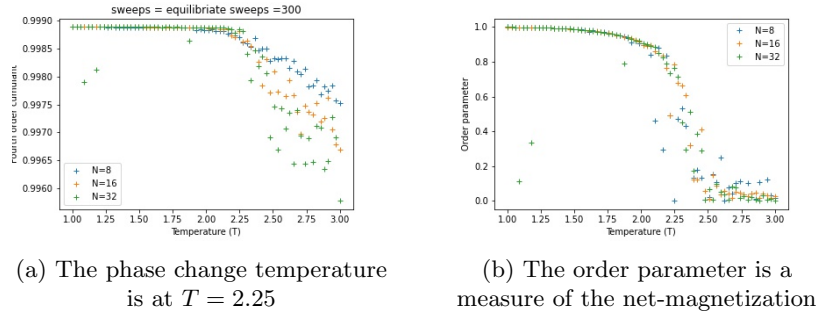 sweeps = equilibriate sweeps =300
0.9990
0.9985
0.9980
0.9975
0.9970
0.9965
0.9960
N=8
N=16
N=32
1.00 1.25 1.50 1.75 2.00 2.25 2.50 2.75 3.00
Temperature (T)
Order parameter
1.0
0.8
0.6
0.4
0.2
0.0
N=8
N=16
N=32
1.00 1.25 1.50 1.75 2.00 2.25 2.50 2.75 3.00
Temperature (T)
(a) The phase change temperature
is at T = 2.25
(b) The order parameter is a
measure of the net-magnetization